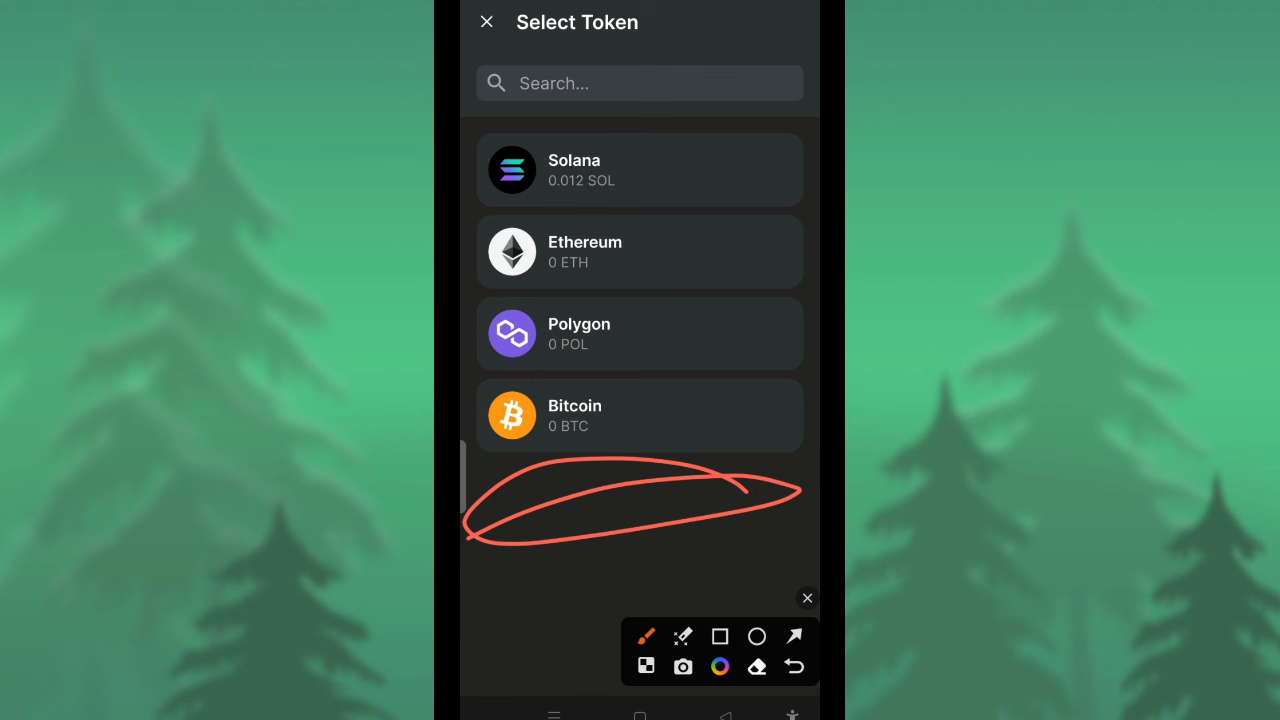 Select Token
Search...
Solana
0.012 SOL
Ethereum
0 ETH
Polygon
0 POL
Bitcoin
0 BTC